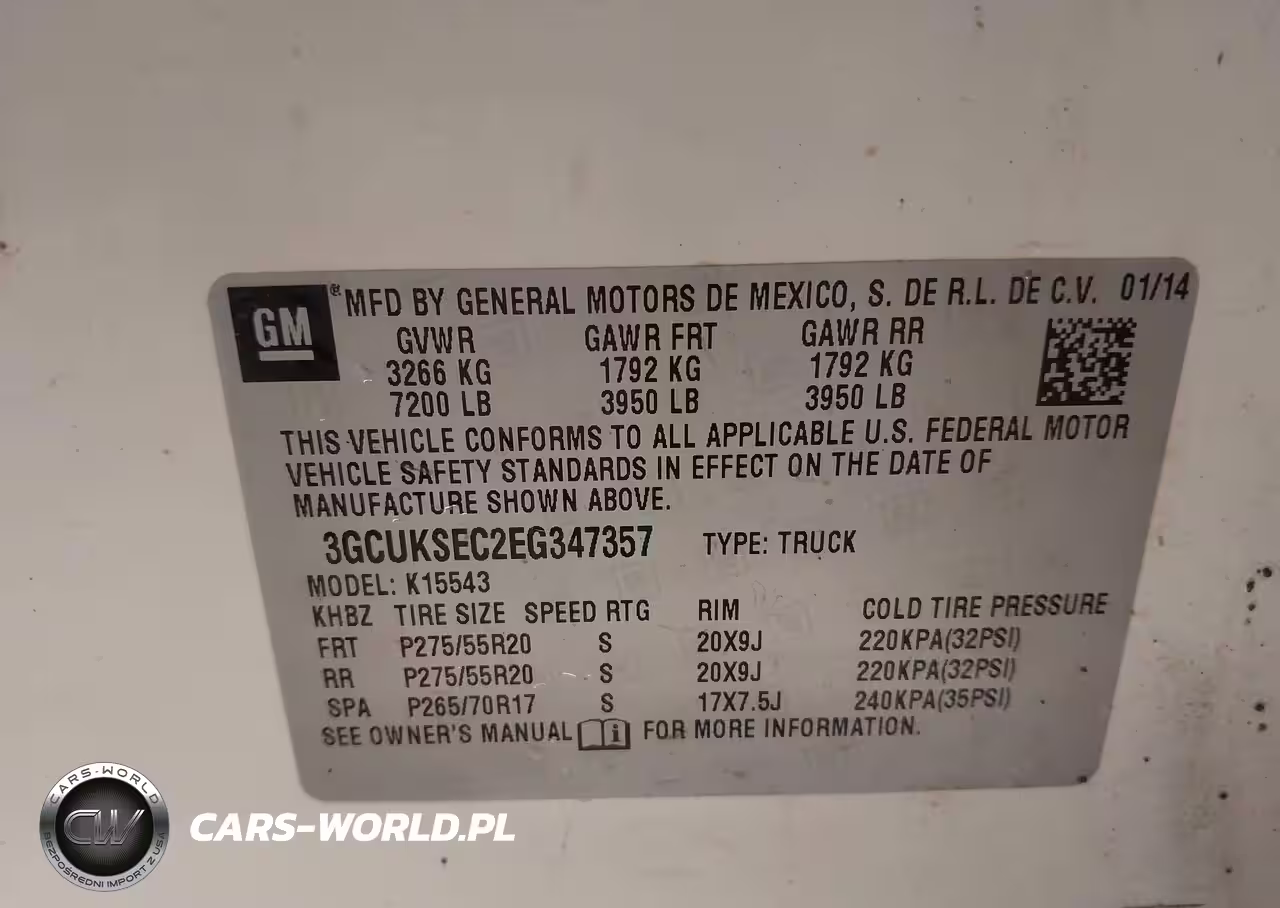 GM ® MFD BY GENERAL MOTORS DE MEXICO, S. DE R.L. DE C.V. 01/14
GVWR GAWR FRT GAWR RR
3266 KG 1792 KG 1792 KG
7200 LB 3950 LB 3950 LB
THIS VEHICLE CONFORMS TO ALL APPLICABLE U.S. FEDERAL MOTOR
VEHICLE SAFETY STANDARDS IN EFFECT ON THE DATE OF
MANUFACTURE SHOWN ABOVE.
3GCUKSEC2EG347357 TYPE: TRUCK
MODEL: K15543
KHBZ TIRE SIZE SPEED RTG RIM COLD TIRE PRESSURE
FRT P275/55R20 S 20X9J 220KPA(32PSI)
RR P275/55R20 S 20X9J 220KPA(32PSI)
SPA P265/70R17 S 17X7.5J 240KPA(35PSI)
SEE OWNER'S MANUAL i FOR MORE INFORMATION.
CARS-WORLD
CW
BEZPOŚREDNI IMPORT Z USA
CARS-WORLD.PL